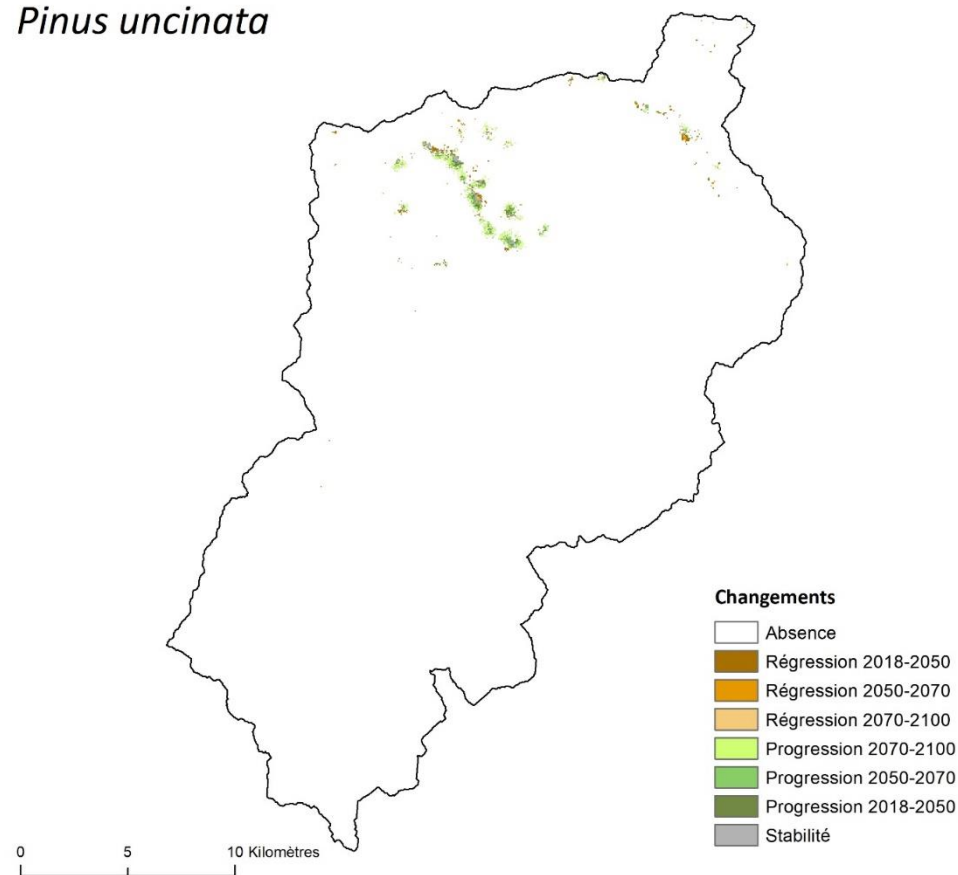 Pinus uncinata
Changements
Absence
Régression 2018-2050
Régression 2050-2070
Régression 2070-2100
Progression 2070-2100
Progression 2050-2070
Progression 2018-2050
Stabilité
0 5 10 Kilomètres